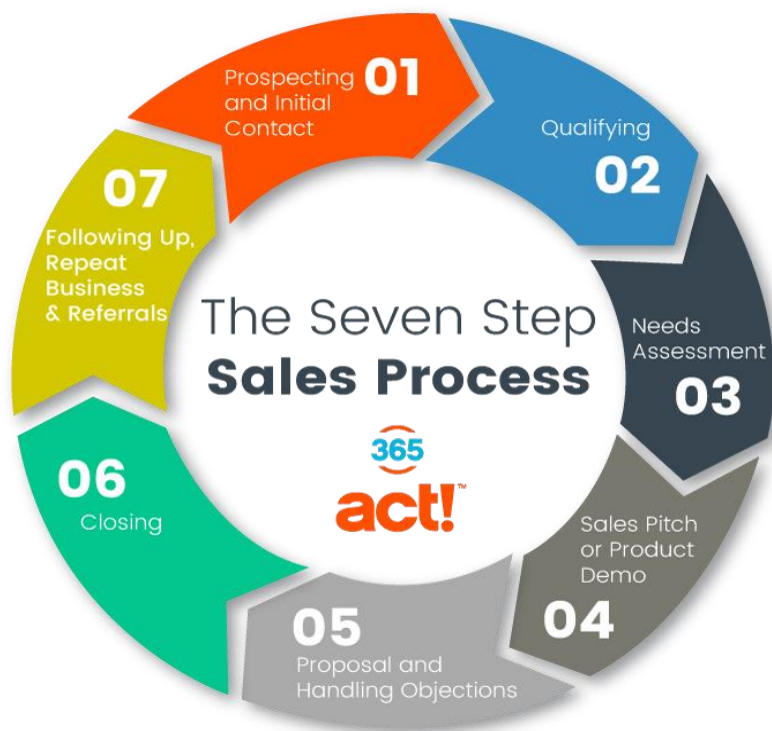 Prospecting
and Initial
Contact
01
Qualifying
02
Needs
Assessment
03
Sales Pitch
or Product
Demo
04
05
Proposal and
Handling Objections
06
Closing
07
Following Up,
Repeat
Business
& Referrals
The Seven Step
Sales Process
365
act!™